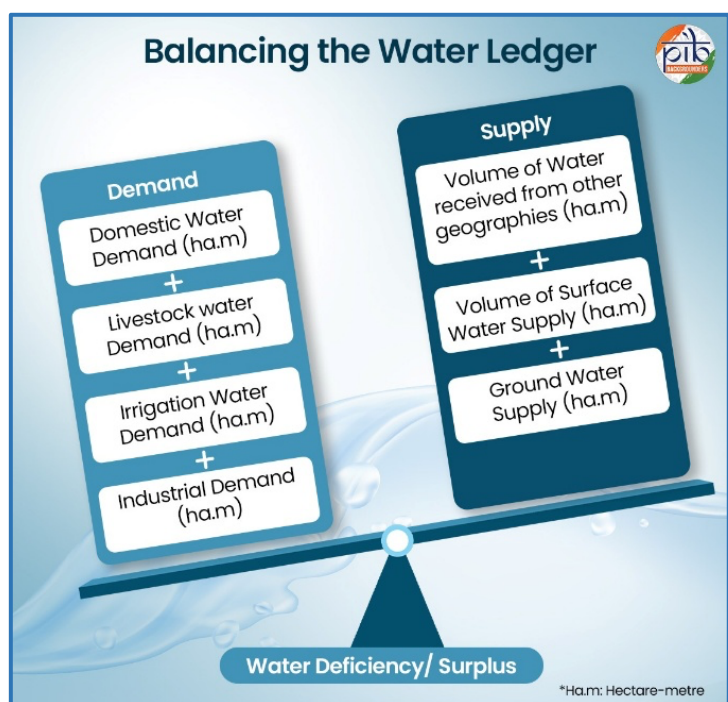 Balancing the Water Ledger
pib
BACKGROUNDERS
Demand
Domestic Water
Demand (ha.m)
+
Livestock water
Demand (ha.m)
+
Irrigation Water
Demand (ha.m)
+
Industrial Demand
(ha.m)
Supply
Volume of Water
received from other
geographies (ha.m)
+
Volume of Surface
Water Supply (ha.m)
+
Ground Water
Supply (ha.m)
Water Deficiency/ Surplus
*Ha.m: Hectare-metre